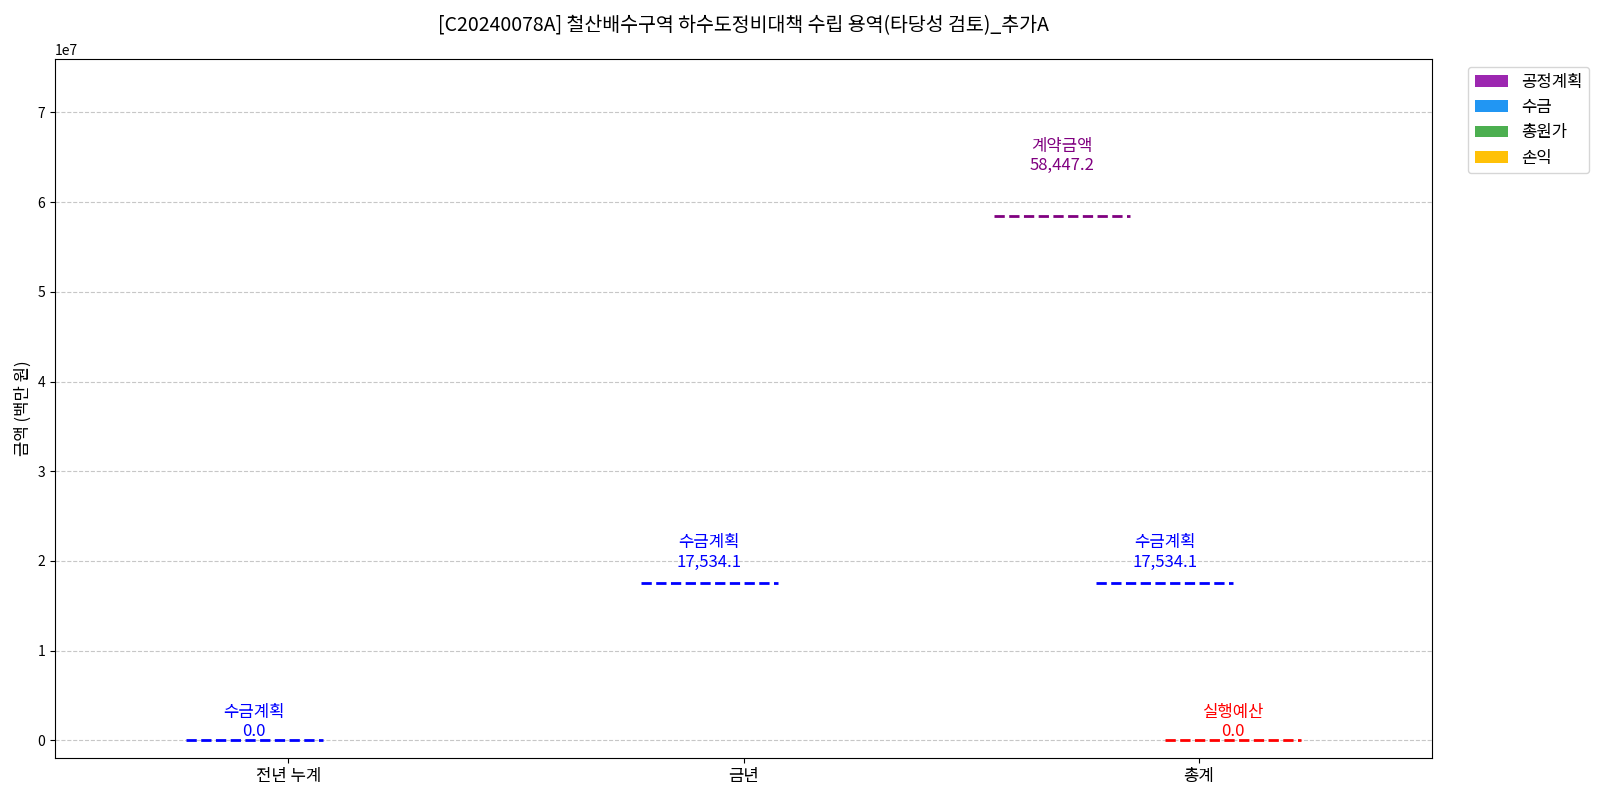 [C20240078A] 철산배수구역 하수도정비대책 수립 용역(타당성 검토)_추가A
1e7
7
6
5
4
3
2
1
0
금액 (백만 원)
계약금액
58,447.2
수금계획
17,534.1
수금계획
17,534.1
수금계획
0.0
실행예산
0.0
전년 누계
금년
총계
공정계획
수금
총원가
손익